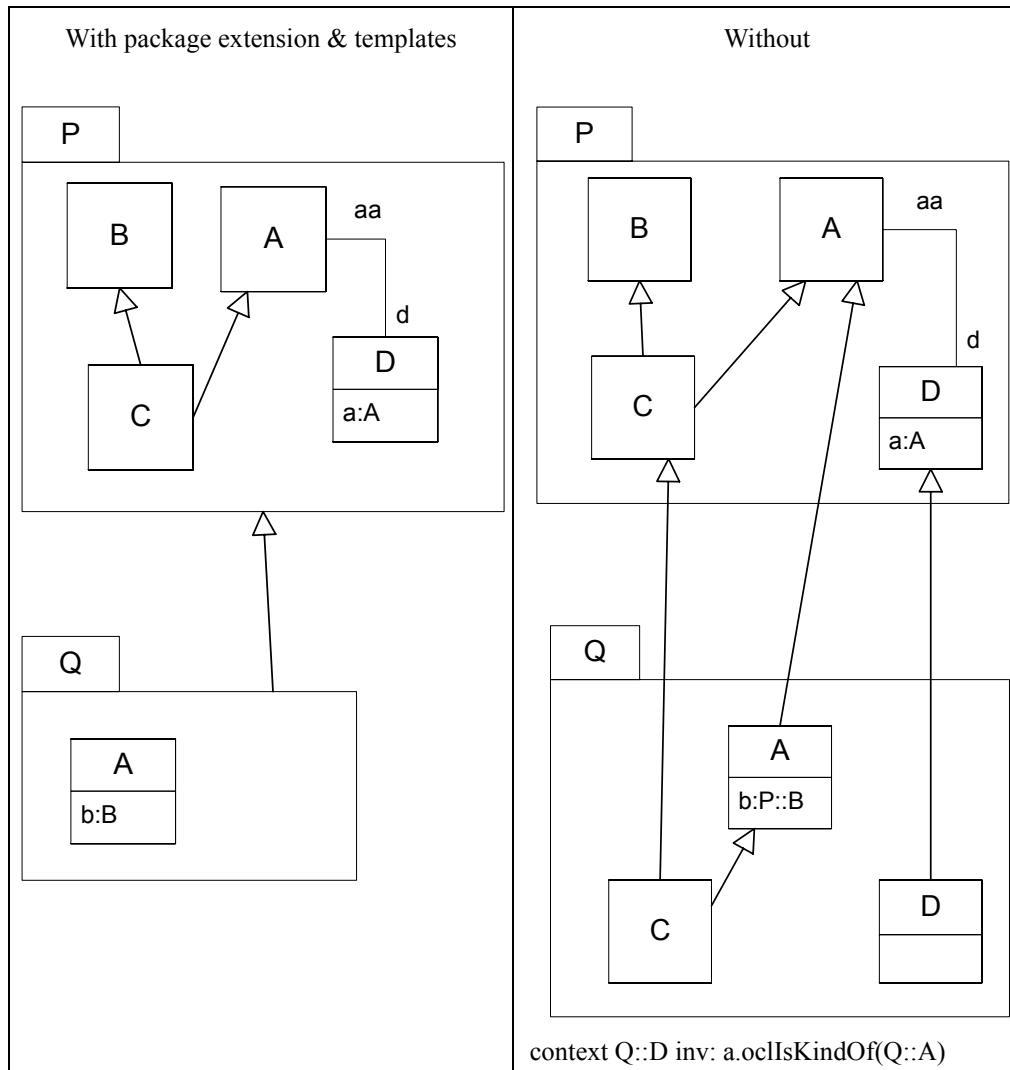 With package extension & templates
P
B
A
aa
d
D
a:A
C
Q
A
b:B
Without
P
B
A
aa
d
D
a:A
C
Q
A
b:P::B
C
D
context Q::D inv: a.oclIsKindOf(Q::A)